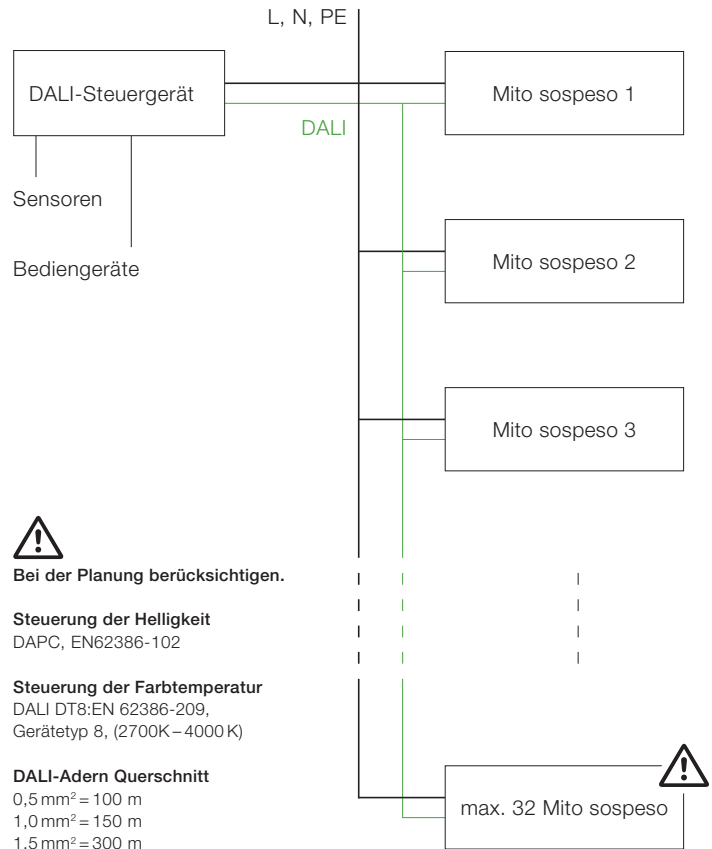 L, N, PE
DALI-Steuergerät
Mito sospeso 1
DALI
Sensoren
Bediengeräte
Mito sospeso 2
Mito sospeso 3
Bei der Planung berücksichtigen.
Steuerung der Helligkeit
DAPC, EN62386-102
Steuerung der Farbtemperatur
DALI DT8:EN 62386-209,
Gerätetyp 8, (2700K–4000 K)
DALI-Adern Querschnitt
0,5 mm² = 100 m
1,0 mm² = 150 m
1,5 mm² = 300 m
max. 32 Mito sospeso